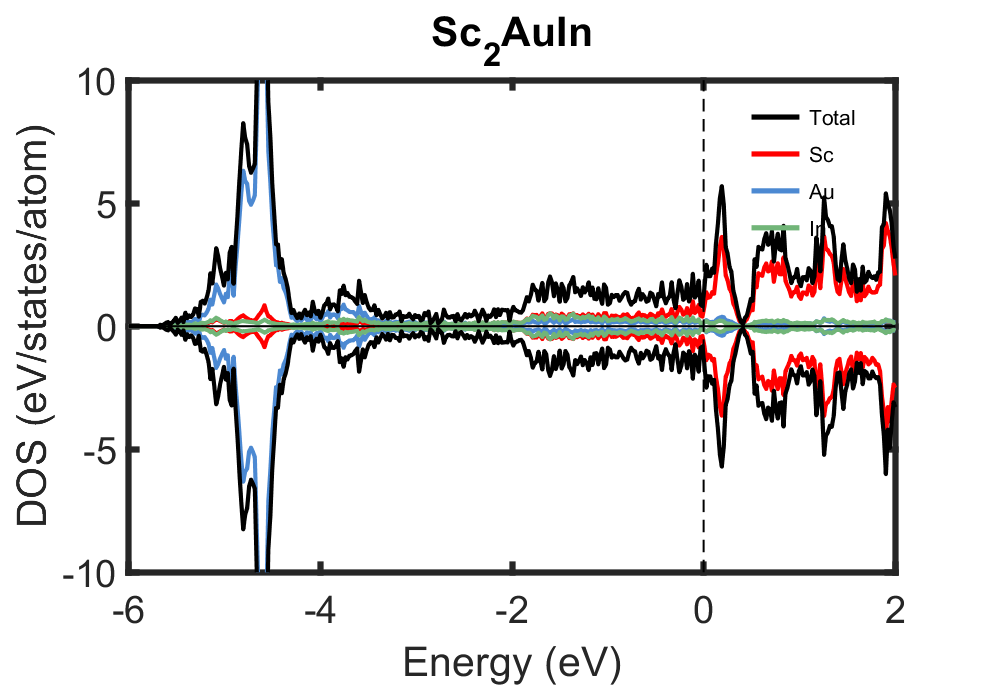 Sc₂AuIn
DOS (eV/states/atom)
10
5
0
-5
-10
Total
Sc
Au
In
-6
-4
-2
0
2
Energy (eV)